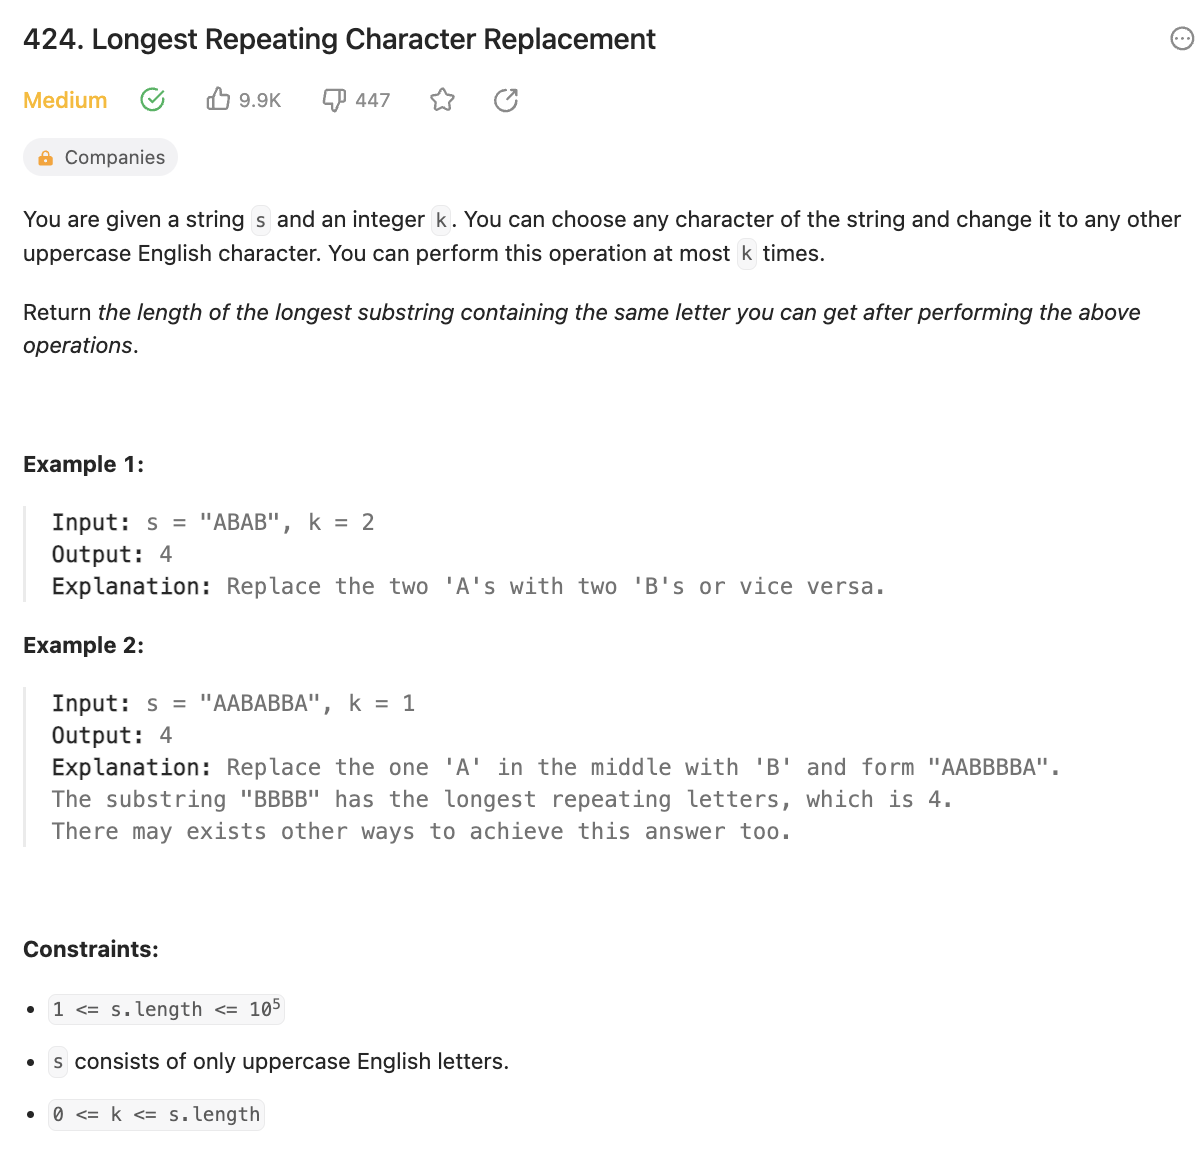 424. Longest Repeating Character Replacement
Medium 9.9K 447
Companies
You are given a string s and an integer k. You can choose any character of the string and change it to any other
uppercase English character. You can perform this operation at most k times.
Return the length of the longest substring containing the same letter you can get after performing the above
operations.
Example 1:
Input: s = "ABAB", k = 2
Output: 4
Explanation: Replace the two 'A's with two 'B's or vice versa.
Example 2:
Input: s = "AABABBA", k = 1
Output: 4
Explanation: Replace the one 'A' in the middle with 'B' and form "AABBBBA".
The substring "BBBB" has the longest repeating letters, which is 4.
There may exists other ways to achieve this answer too.
Constraints:
• 1 <= s.length <= 10⁵
• s consists of only uppercase English letters.
• 0 <= k <= s.length